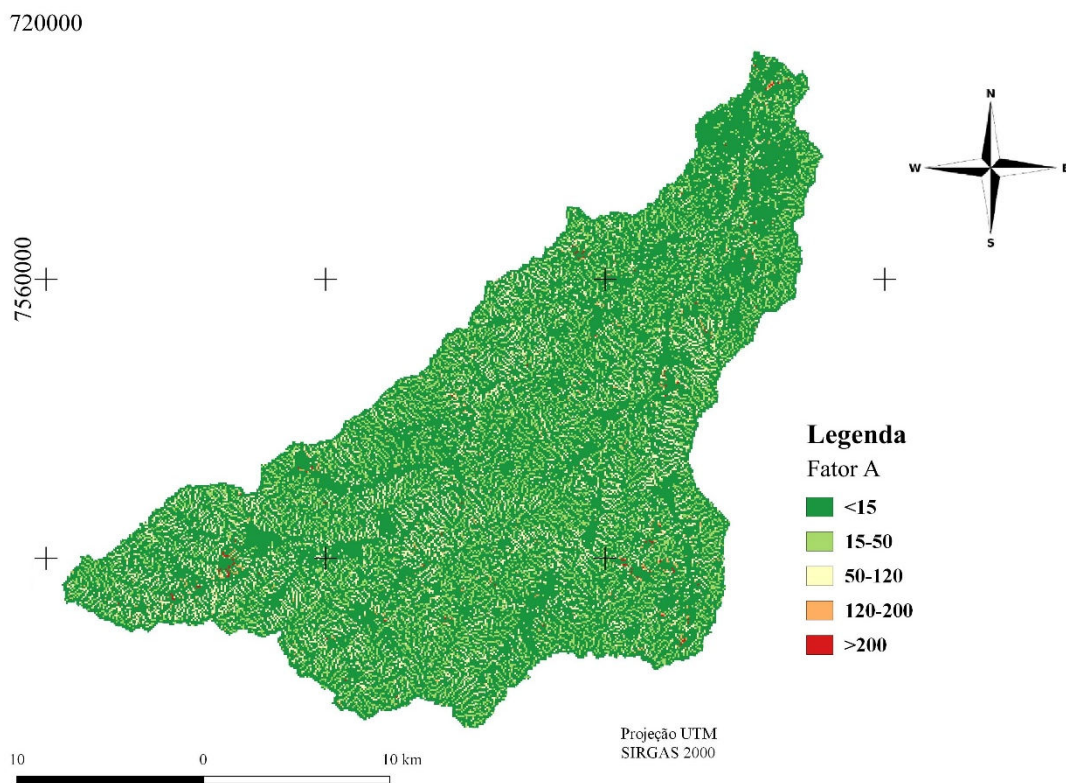 720000
N
W
E
S
7560000
Legenda
Fator A
<15
15-50
50-120
120-200
>200
Projeção UTM
SIRGAS 2000
10 0 10 km